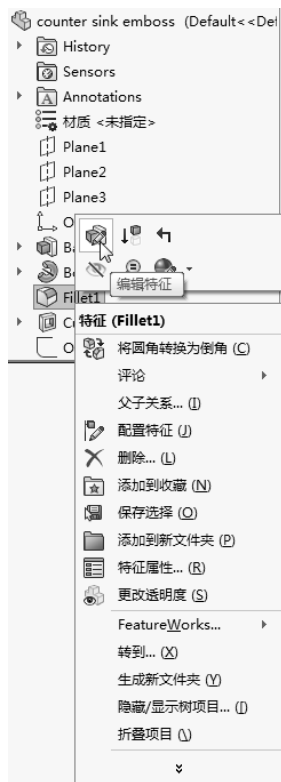 counter sink emboss (Default<<Def
History
Sensors
Annotations
材质 <未指定>
Plane1
Plane2
Plane3
编辑特征
Fillet1
特征 (Fillet1)
将圆角转换为倒角 (C)
评论
父子关系... (I)
配置特征 (J)
删除... (L)
添加到收藏 (N)
保存选择 (O)
添加到新文件夹 (P)
特征属性... (R)
更改透明度 (S)
FeatureWorks...
转到... (X)
生成新文件夹 (Y)
隐藏/显示树项目... ([)
折叠项目 (\)